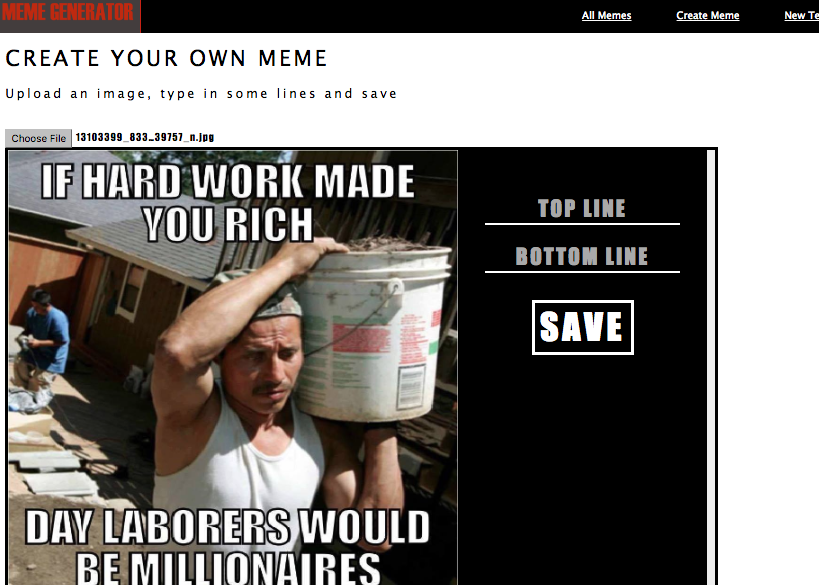 MEME GENERATOR
All Memes Create Meme New Te
CREATE YOUR OWN MEME
Upload an image, type in some lines and save
Choose File 13103399_833_39757_n.jpg
IF HARD WORK MADE
YOU RICH
TOP LINE
BOTTOM LINE
SAVE
DAY LABORERS WOULD
BE MILLIONAIRES